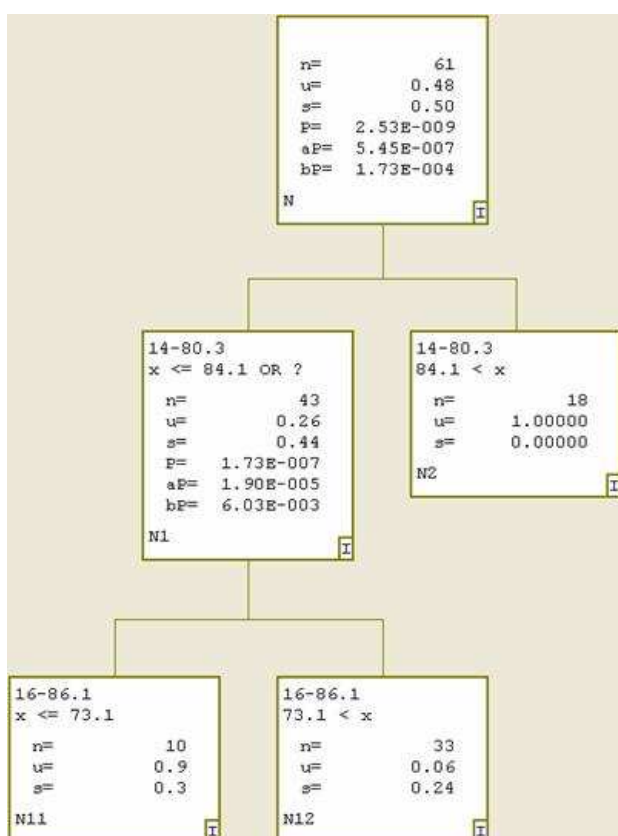 n= 61
u= 0.48
s= 0.50
P= 2.53E-009
aP= 5.45E-007
bP= 1.73E-004
N
I
14-80.3
x <= 84.1 OR ?
n= 43
u= 0.26
s= 0.44
P= 1.73E-007
aP= 1.90E-005
bP= 6.03E-003
N1
I
14-80.3
84.1 < x
n= 18
u= 1.00000
s= 0.00000
N2
I
16-86.1
x <= 73.1
n= 10
u= 0.9
s= 0.3
N11
I
16-86.1
73.1 < x
n= 33
u= 0.06
s= 0.24
N12
I